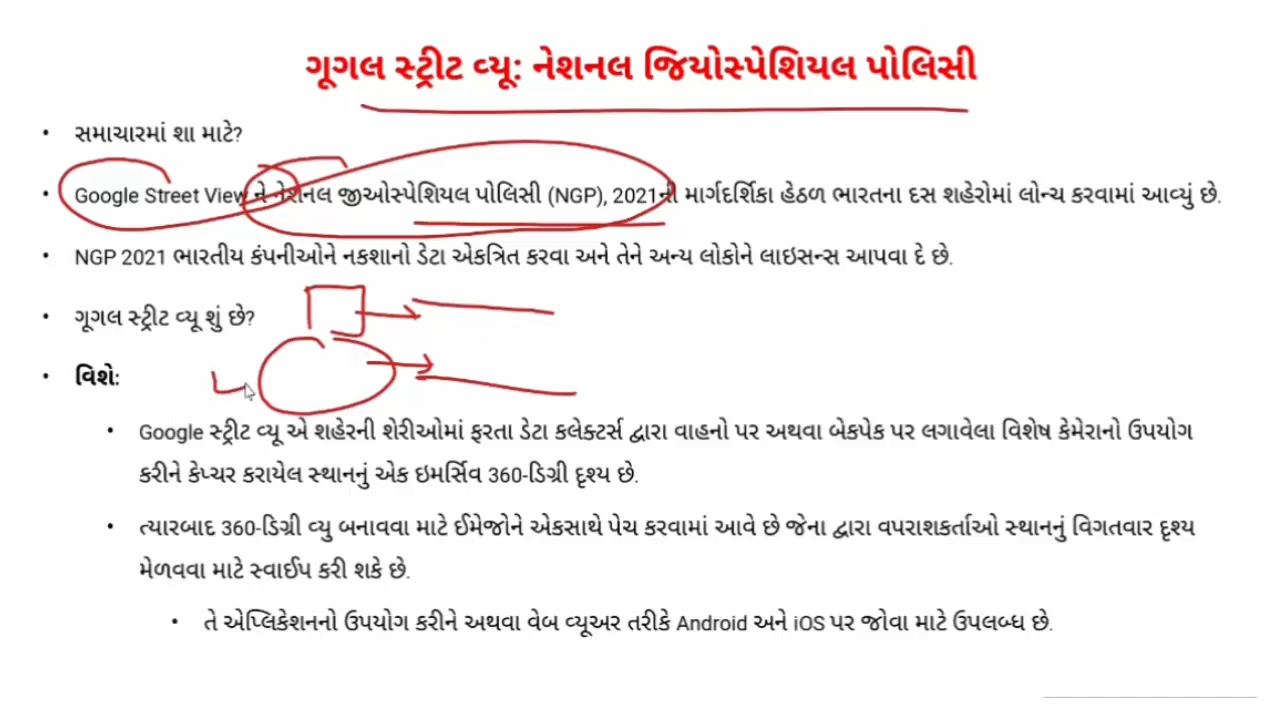 ગૂગલ સ્ટ્રીટ વ્યૂ: નેશનલ જિયોસ્પેશિયલ પોલિસી
• સમાચારમાં શા માટે?
• Google Street View ને નેશનલ જીઓસ્પેશિયલ પોલિસી (NGP), 2021ની માર્ગદર્શિકા હેઠળ ભારતના દસ શહેરોમાં લોન્ચ કરવામાં આવ્યું છે.
• NGP 2021 ભારતીય કંપનીઓને નકશાનો ડેટા એકત્રિત કરવા અને તેને અન્ય લોકોને લાઇસન્સ આપવા દે છે.
• ગૂગલ સ્ટ્રીટ વ્યૂ શું છે?
• વિશે:
• Google સ્ટ્રીટ વ્યૂ એ શહેરની શેરીઓમાં ફરતા ડેટા કલેક્ટર્સ દ્વારા વાહનો પર અથવા બેકપેક પર લગાવેલા વિશેષ કેમેરાનો ઉપયોગ
કરીને કેપ્ચર કરાયેલ સ્થાનનું એક ઇમર્સિવ 360-ડિગ્રી દૃશ્ય છે.
• ત્યારબાદ 360-ડિગ્રી વ્યુ બનાવવા માટે ઈમેજોને એકસાથે પેચ કરવામાં આવે છે જેના દ્વારા વપરાશકર્તાઓ સ્થાનનું વિગતવાર દૃશ્ય
મેળવવા માટે સ્વાઈપ કરી શકે છે.
• તે એપ્લિકેશનનો ઉપયોગ કરીને અથવા વેબ વ્યૂઅર તરીકે Android અને iOS પર જોવા માટે ઉપલબ્ધ છે.